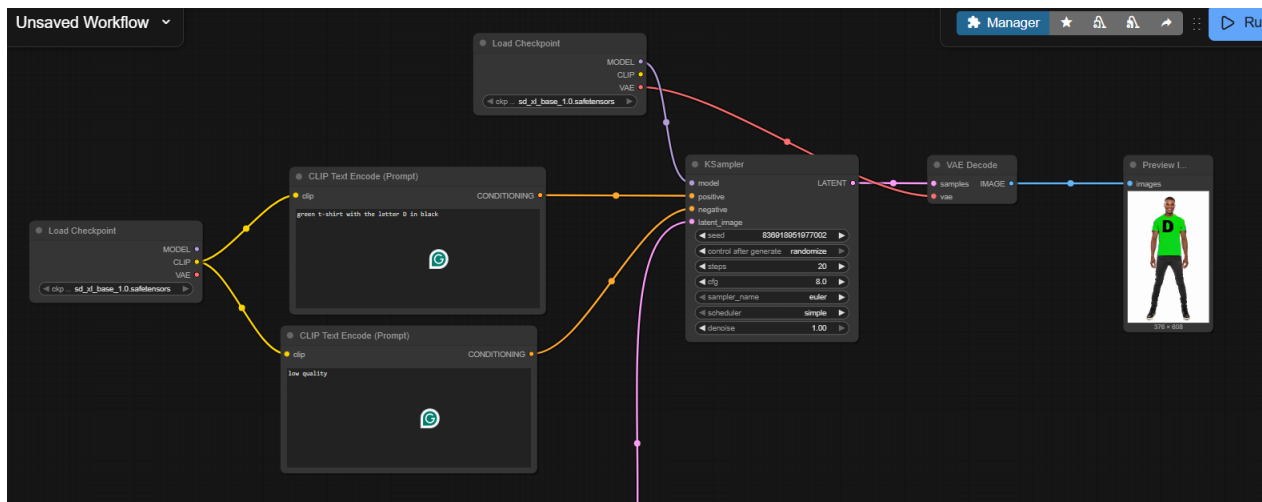 Unsaved Workflow
Manager
Ru
Load Checkpoint
MODEL
CLIP
VAE
ckp ... sd_xl_base_1.0.safetensors
CLIP Text Encode (Prompt)
clip
CONDITIONING
green t-shirt with the letter D in black
KSampler
model
LATENT
positive
negative
latent_image
seed 836918951977002
control after generate randomize
steps 20
cfg 8.0
sampler_name euler
scheduler simple
denoise 1.00
VAE Decode
samples
IMAGE
vae
Preview I...
images
D
376 × 608
Load Checkpoint
MODEL
CLIP
VAE
ckp ... sd_xl_base_1.0.safetensors
CLIP Text Encode (Prompt)
clip
CONDITIONING
low quality